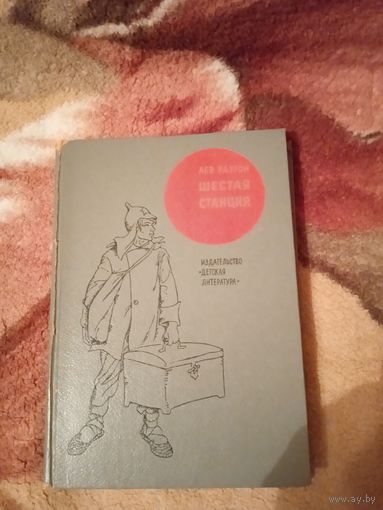 ЛЕВ РАЗГОН
ШЕСТАЯ
СТАНЦИЯ
ИЗДАТЕЛЬСТВО
«ДЕТСКАЯ
ЛИТЕРАТУРА»
www.ay.by